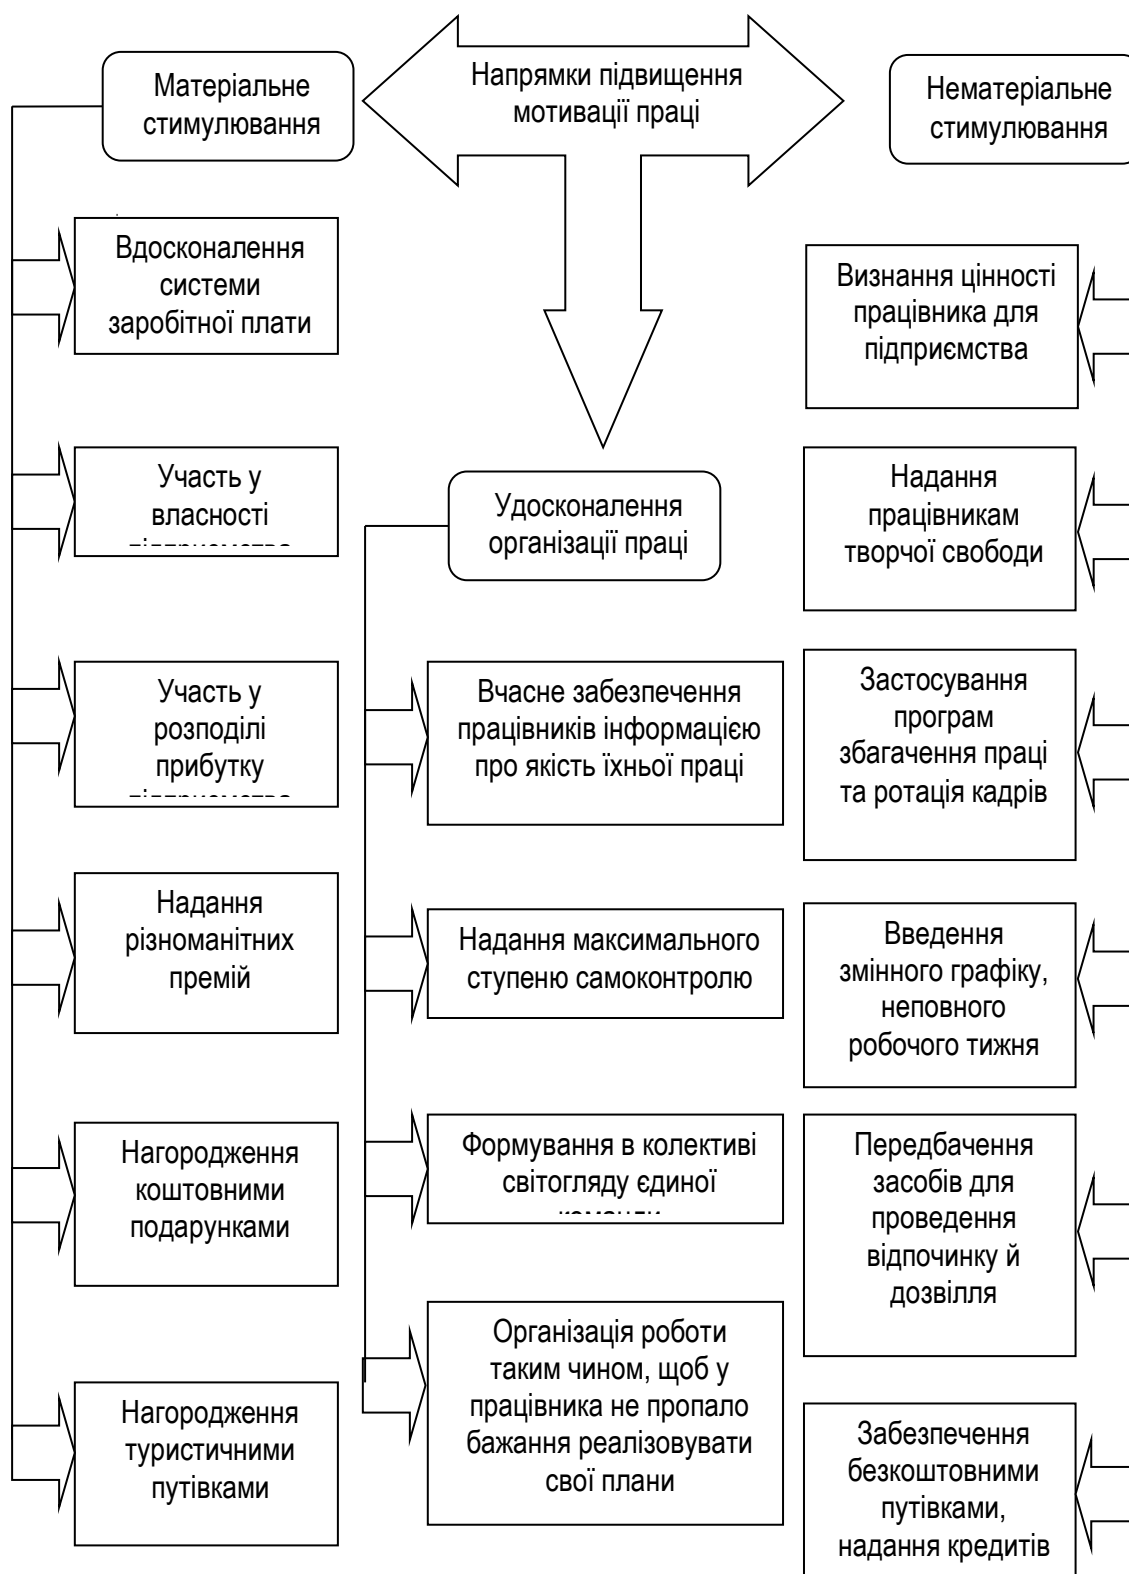 Напрямки підвищення
мотивації праці
Матеріальне
стимулювання
Нематеріальне
стимулювання
Вдосконалення
системи
заробітної плати
Участь у
власності
Участь у
розподілі
прибутку
Надання
різноманітних
премій
Нагородження
коштовними
подарунками
Нагородження
туристичними
путівками
Удосконалення
організації праці
Вчасне забезпечення
працівників інформацією
про якість їхньої праці
Надання максимального
ступеню самоконтролю
Формування в колективі
світогляду єдиної
Організація роботи
таким чином, щоб у
працівника не пропало
бажання реалізовувати
свої плани
Визнання цінності
працівника для
підприємства
Надання
працівникам
творчої свободи
Застосування
програм
збагачення праці
та ротація кадрів
Введення
змінного графіку,
неповного
робочого тижня
Передбачення
засобів для
проведення
відпочинку й
дозвілля
Забезпечення
безкоштовними
путівками,
надання кредитів